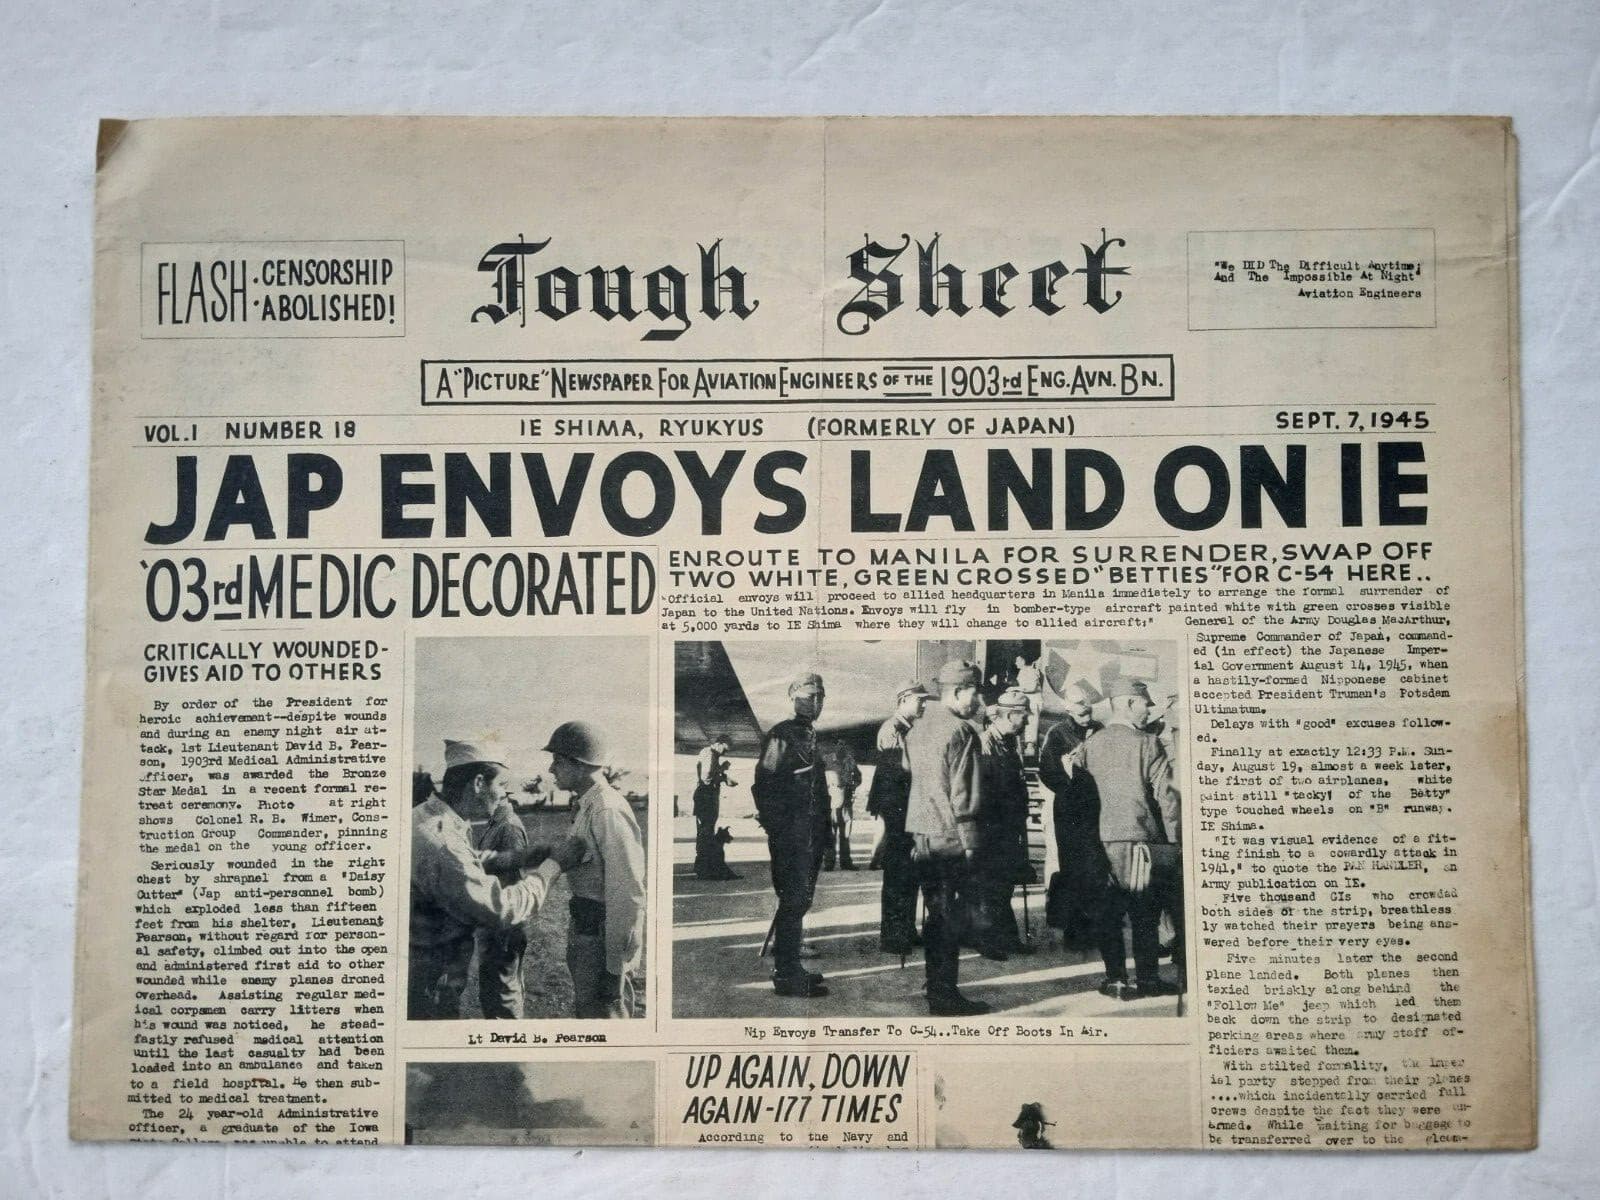 FLASH: CENSORSHIP
ABOLISHED!
Tough Sheet
"We DID The Difficult Anytime;
And The Impossible At Night"
Aviation Engineers
A "PICTURE" NEWSPAPER FOR AVIATION ENGINEERS OF THE 1903rd ENG. AVN. BN.
VOL.1 NUMBER 18 IE SHIMA, RYUKYUS (FORMERLY OF JAPAN) SEPT. 7, 1945
JAP ENVOYS LAND ON IE
'03rd MEDIC DECORATED
CRITICALLY WOUNDED-
GIVES AID TO OTHERS
By order of the President for
heroic achievement--despite wounds
and during an enemy night air at-
tack, 1st Lieutenant David B. Pear-
son, 1903rd Medical Administrative
officer, was awarded the Bronze
Star Medal in a recent formal re-
treat ceremony. Photo at right
shows Colonel R. B. Wimer, Cons-
truction Group Commander, pinning
the medal on the young officer.
Seriously wounded in the right
chest by shrapnel from a "Daisy
Cutter" (Jap anti-personnel bomb)
which exploded less than fifteen
feet from his shelter, Lieutenant
Pearson, without regard for person-
al safety, climbed out into the open
and administered first aid to other
wounded while enemy planes droned
overhead. Assisting regular med-
ical corpsmen carry litters when
his wound was noticed, he stead-
fastly refused medical attention
until the last casualty had been
loaded into an ambulance and taken
to a field hospital. He then sub-
mitted to medical treatment.
The 24 year-old Administrative
officer, a graduate of the Iowa
State College, was unable to attend
Lt David B. Pearson
ENROUTE TO MANILA FOR SURRENDER, SWAP OFF
TWO WHITE, GREEN CROSSED "BETTIES" FOR C-54 HERE..
"Official envoys will proceed to allied headquarters in Manila immediately to arrange the formal surrender of
Japan to the United Nations. Envoys will fly in bomber-type aircraft painted white with green crosses visible
at 5,000 yards to IE Shima where they will change to allied aircraft;"
Nip Envoys Transfer To C-54..Take Off Boots In Air.
UP AGAIN, DOWN
AGAIN-177 TIMES
According to the Navy and
General of the Army Douglas MacArthur,
Supreme Commander of Japan, command-
ed (in effect) the Japanese Imper-
ial Government August 14, 1945, when
a hastily-formed Nipponese cabinet
accepted President Truman's Potsdam
Ultimatum.
Delays with "good" excuses follow-
ed.
Finally at exactly 12:33 P.M. Sun-
day, August 19, almost a week later,
the first of two airplanes, white
paint still "tacky" of the "Betty"
type touched wheels on "B" runway.
IE Shima.
"It was visual evidence of a fit-
ting finish to a cowardly attack in
1941," to quote the PAN HANDLER, an
Army publication on IE.
Five thousand GIs who crowded
both sides of the strip, breathless
ly watched their prayers being ans-
wered before their very eyes.
Five minutes later the second
plane landed. Both planes then
taxied briskly along behind the
"Follow Me" jeep which led them
back down the strip to designated
parking areas where army staff of-
ficiers awaited them.
With stilted formality, the Imper
ial party stepped from their planes
....which incidentally carried full
crews despite the fact they were un-
armed. While waiting for baggage to
be transferred over to the gleam-